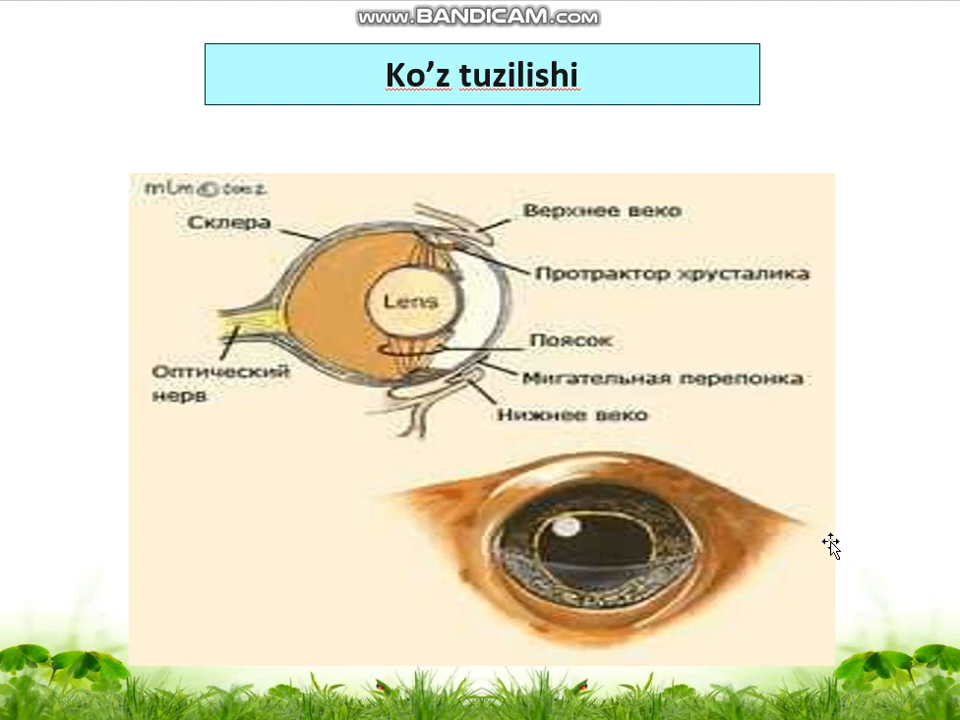 www.BANDICAM.com
Ko’z tuzilishi
Склера
Верхнее веко
Протрактор хрусталика
Lens
Поясок
Оптический
нерв
Мигательная перепонка
Нижнее веко